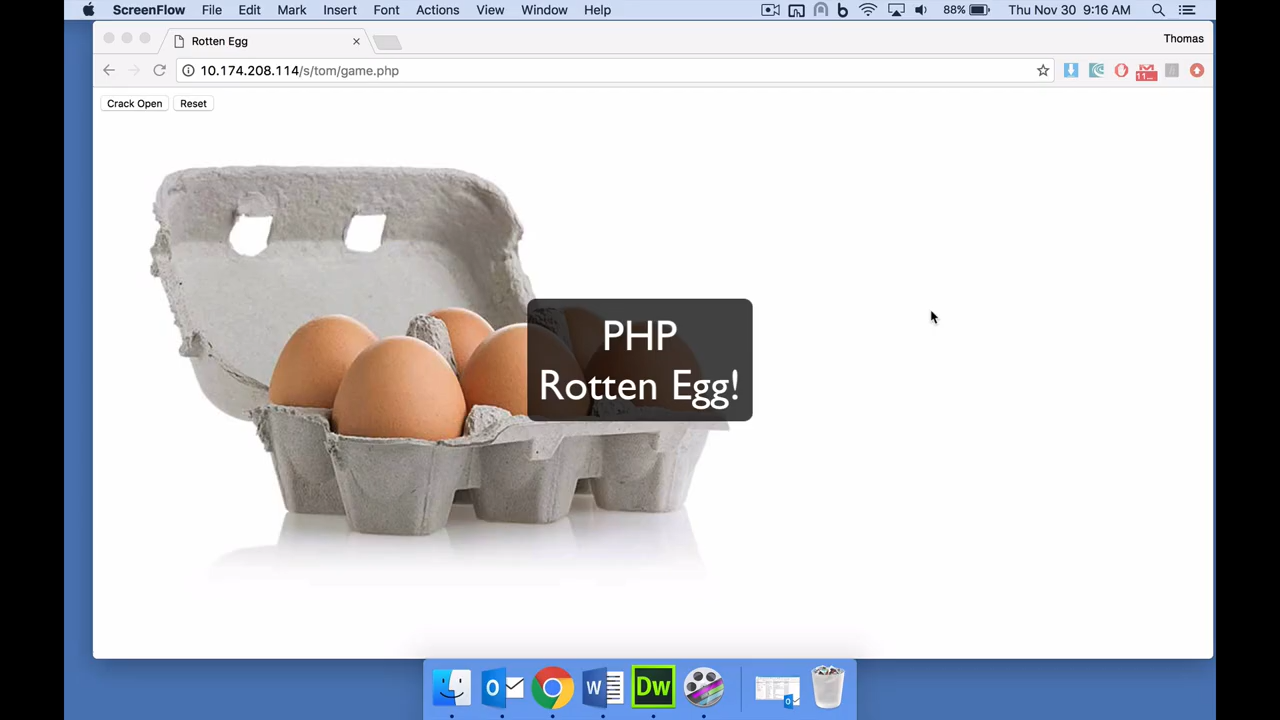 ScreenFlow File Edit Mark Insert Font Actions View Window Help 88% Thu Nov 30 9:16 AM
Rotten Egg Thomas
10.174.208.114/s/tom/game.php
Crack Open Reset
PHP
Rotten Egg!
Dw